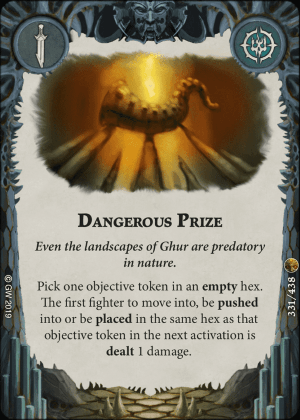 DANGEROUS PRIZE
Even the landscapes of Ghur are predatory
in nature.
Pick one objective token in an empty hex.
The first fighter to move into, be pushed
into or be placed in the same hex as that
objective token in the next activation is
dealt 1 damage.
© GW 2019
331/438